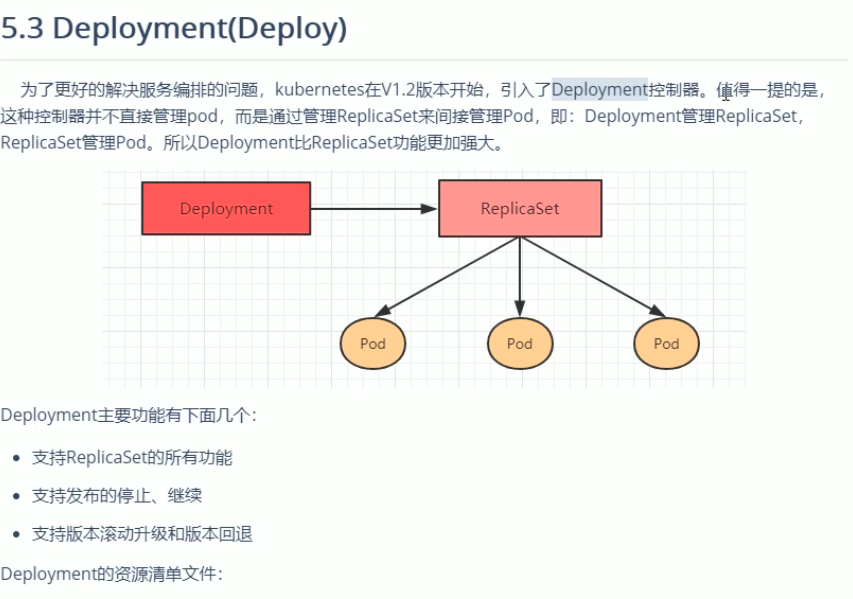 5.3 Deployment(Deploy)
为了更好的解决服务编排的问题，kubernetes在V1.2版本开始，引入了Deployment控制器。值得一提的是，
这种控制器并不直接管理pod，而是通过管理ReplicaSet来间接管理Pod，即：Deployment管理ReplicaSet，
ReplicaSet管理Pod。所以Deployment比ReplicaSet功能更加强大。
Deployment
ReplicaSet
Pod
Pod
Pod
Deployment主要功能有下面几个：
支持ReplicaSet的所有功能
支持发布的停止、继续
支持版本滚动升级和版本回退
Deployment的资源清单文件：